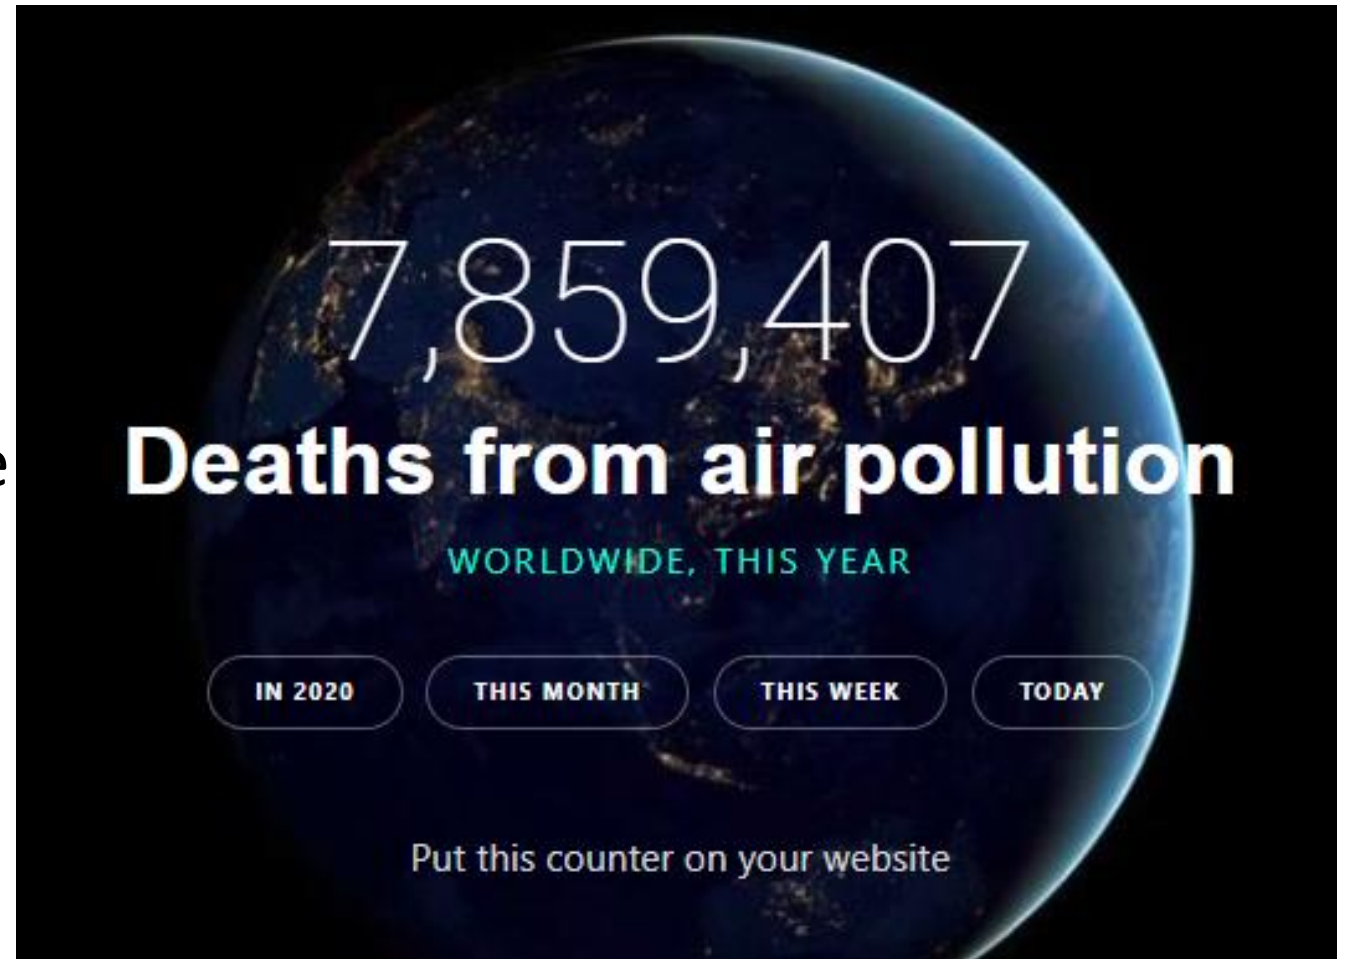 7,859,407
e Deaths from air pollution
WORLDWIDE, THIS YEAR
IN 2020 THIS MONTH THIS WEEK TODAY
Put this counter on your website